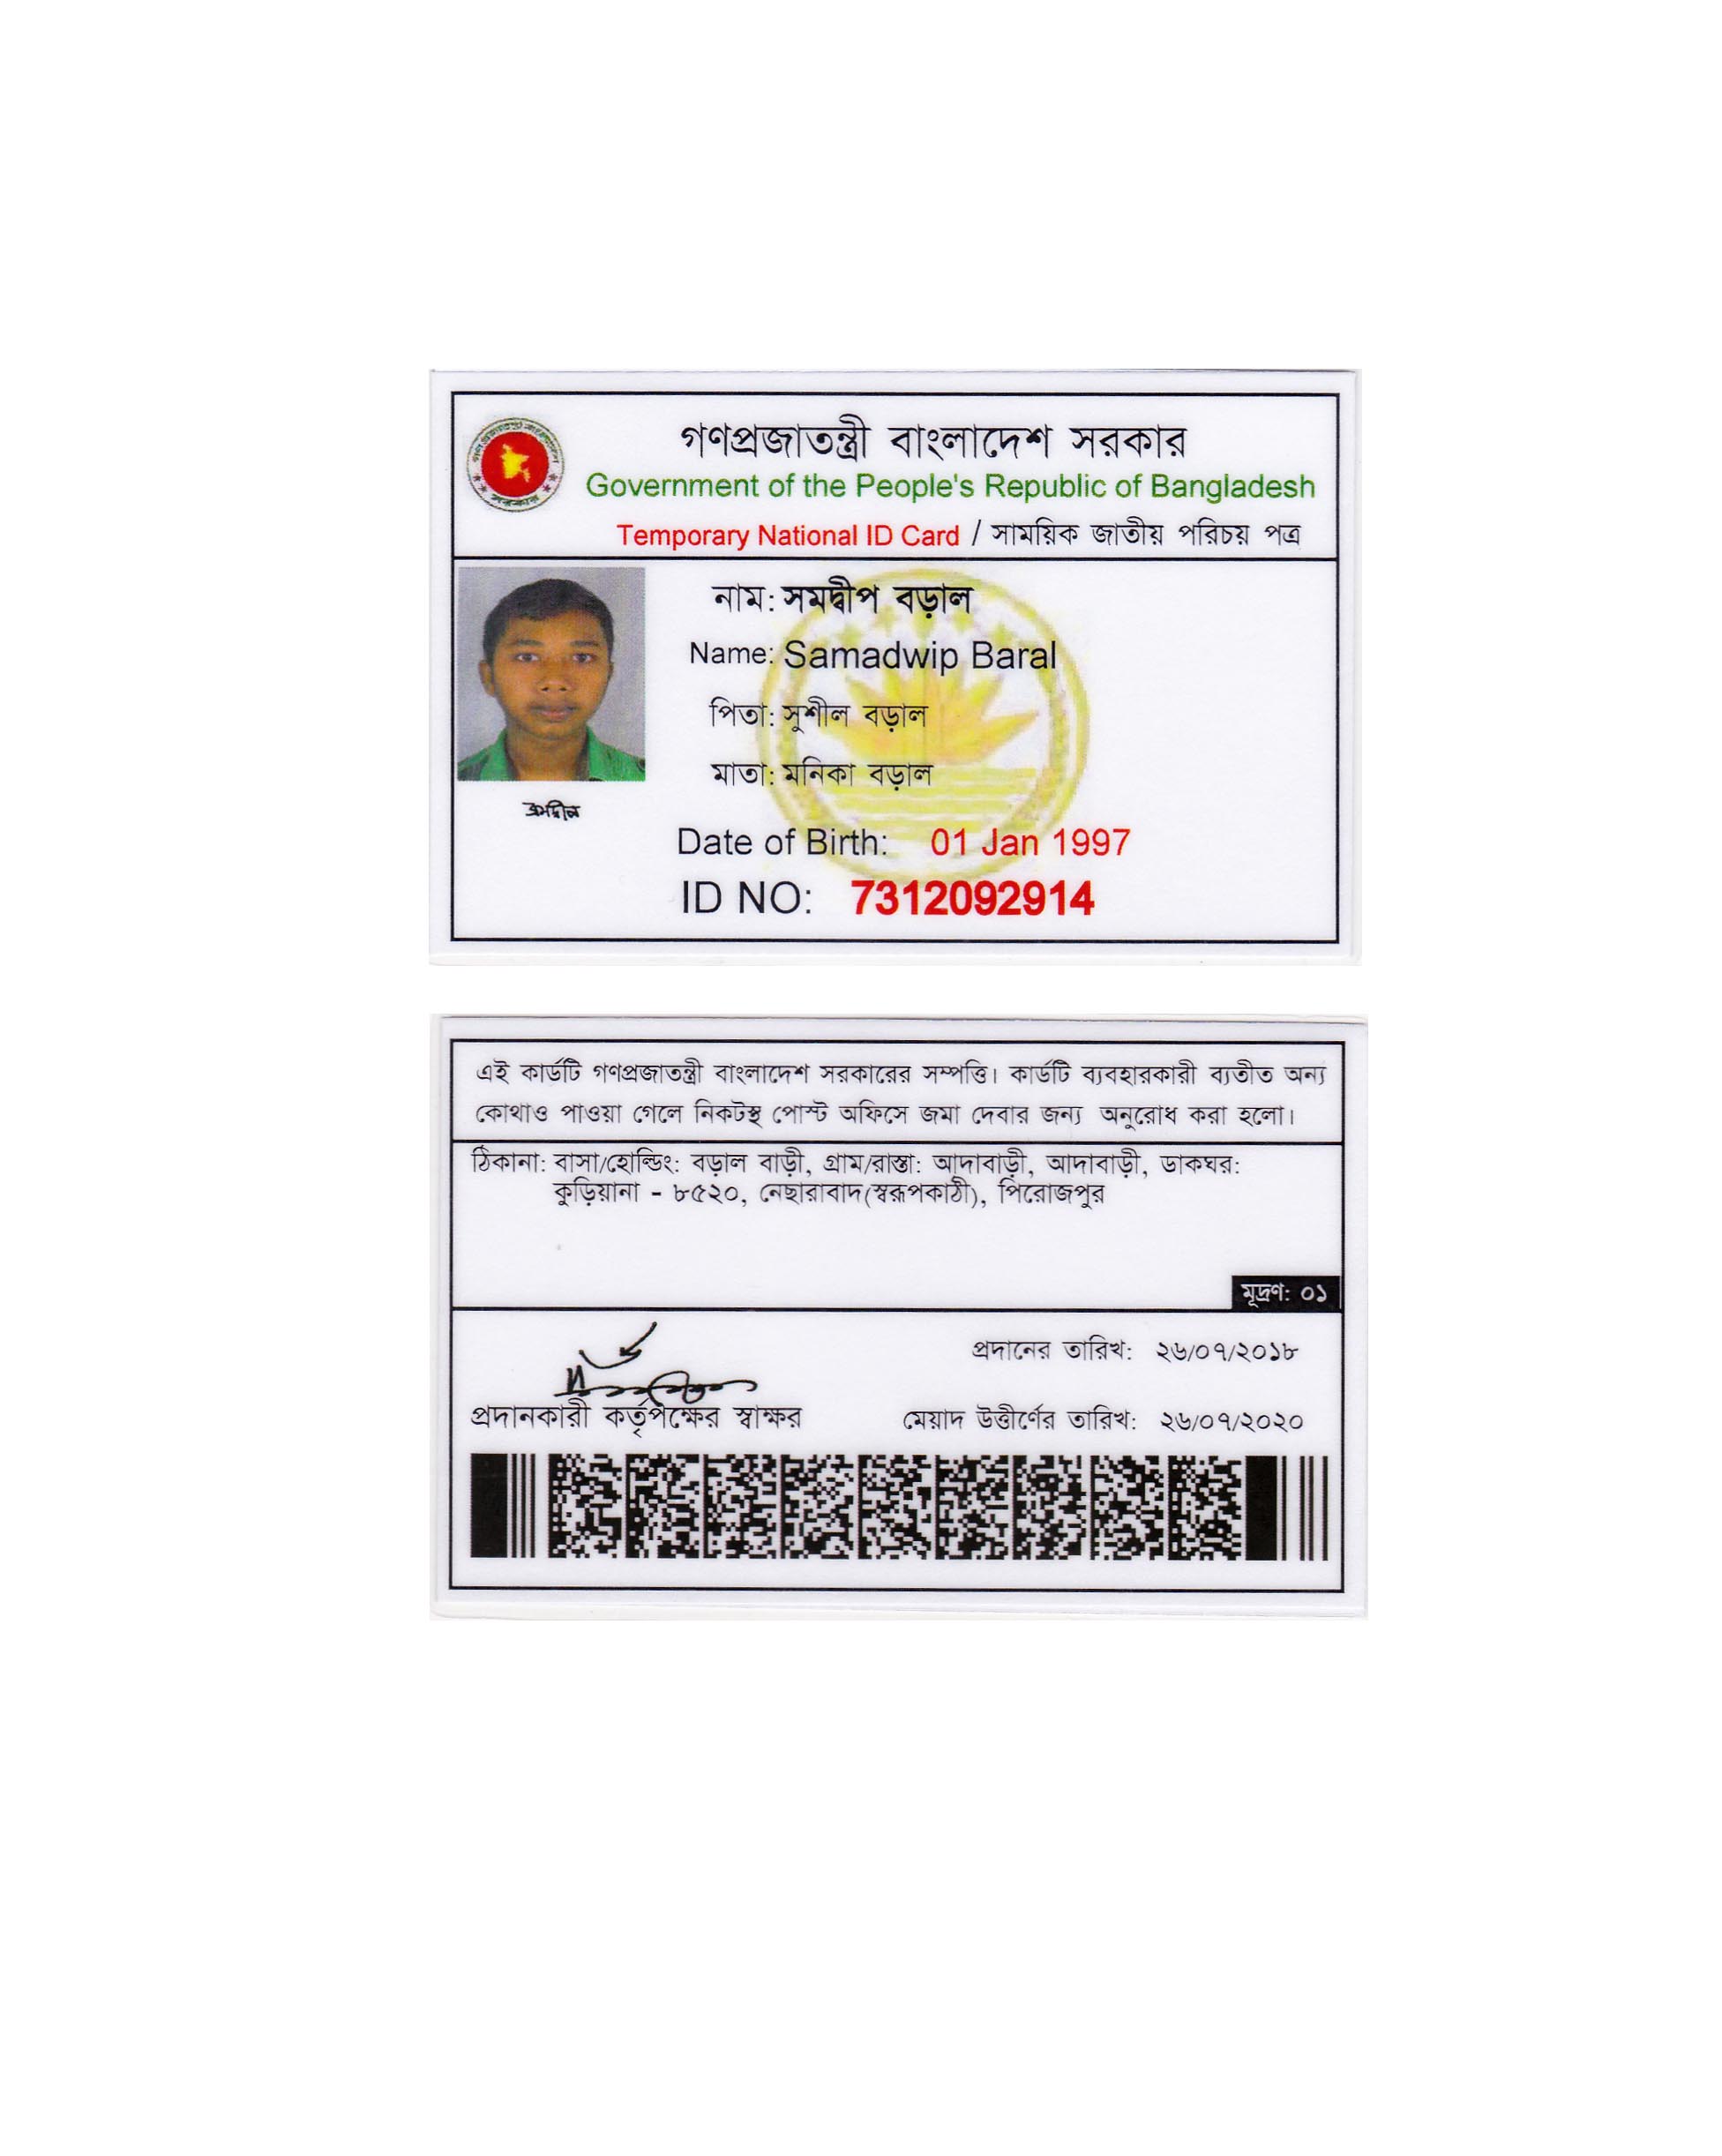 গণপ্রজাতন্ত্রী বাংলাদেশ সরকার
Government of the People's Republic of Bangladesh
Temporary National ID Card / সাময়িক জাতীয় পরিচয় পত্র
নাম: সমদ্বীপ বড়াল
Name: Samadwip Baral
পিতা: সুশীল বড়াল
মাতা: মনিকা বড়াল
সমদ্বীপ
Date of Birth: 01 Jan 1997
ID NO: 7312092914
এই কার্ডটি গণপ্রজাতন্ত্রী বাংলাদেশ সরকারের সম্পত্তি। কার্ডটি ব্যবহারকারী ব্যতীত অন্য
কোথাও পাওয়া গেলে নিকটস্থ পোস্ট অফিসে জমা দেবার জন্য অনুরোধ করা হলো।
ঠিকানা: বাসা/হোল্ডিং: বড়াল বাড়ী, গ্রাম/রাস্তা: আদাবাড়ী, আদাবাড়ী, ডাকঘর:
কুড়িয়ানা - ৮৫২০, নেছারাবাদ(স্বরূপকাঠী), পিরোজপুর
মূদ্রণ: ০১
প্রদানের তারিখ: ২৬/০৭/২০১৮
প্রদানকারী কর্তৃপক্ষের স্বাক্ষর
মেয়াদ উত্তীর্ণের তারিখ: ২৬/০৭/২০২০